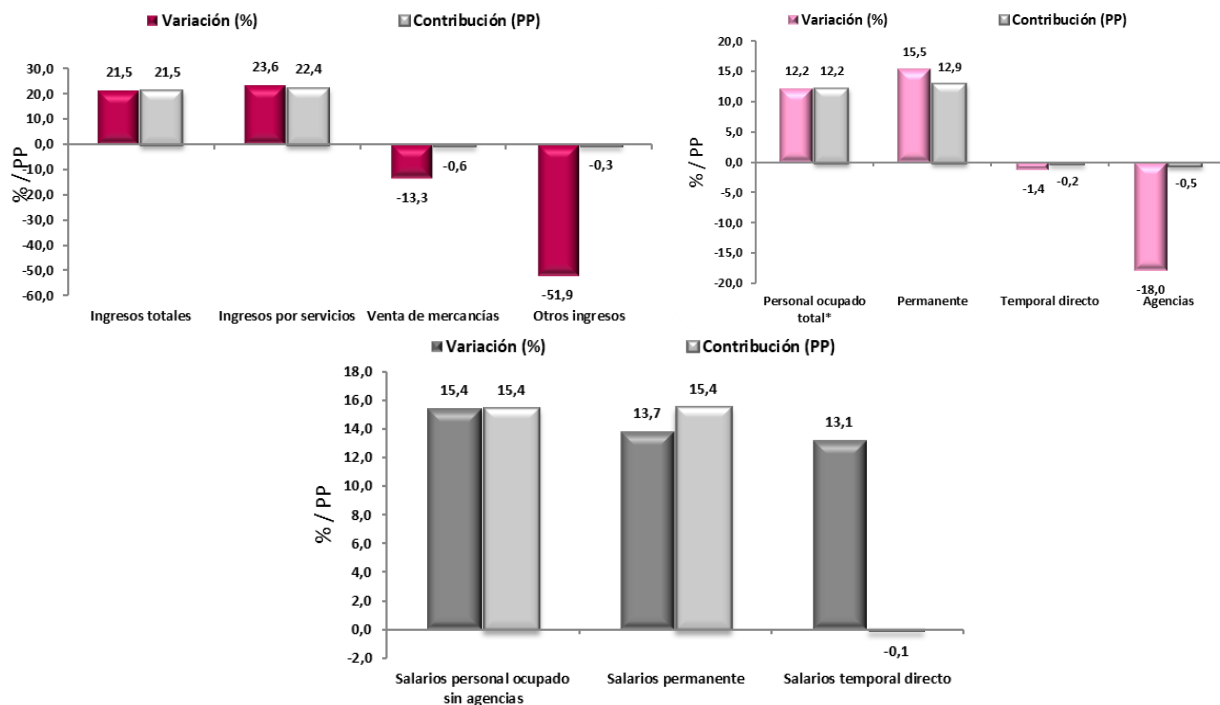 Variación (%)
Contribución (PP)
% / PP
30,0
20,0
10,0
0,0
-10,0
-20,0
-30,0
-40,0
-50,0
-60,0
21,5
21,5
23,6
22,4
-13,3
-0,6
-51,9
-0,3
Ingresos totales
Ingresos por servicios
Venta de mercancías
Otros ingresos
Variación (%)
Contribución (PP)
% / PP
20,0
15,0
10,0
5,0
0,0
-5,0
-10,0
-15,0
-20,0
12,2
12,2
15,5
12,9
-1,4
-0,2
-18,0
-0,5
Personal ocupado
total*
Permanente
Temporal directo
Agencias
Variación (%)
Contribución (PP)
% / PP
18,0
16,0
14,0
12,0
10,0
8,0
6,0
4,0
2,0
0,0
-2,0
15,4
15,4
13,7
15,4
13,1
-0,1
Salarios personal ocupado
sin agencias
Salarios permanente
Salarios temporal directo